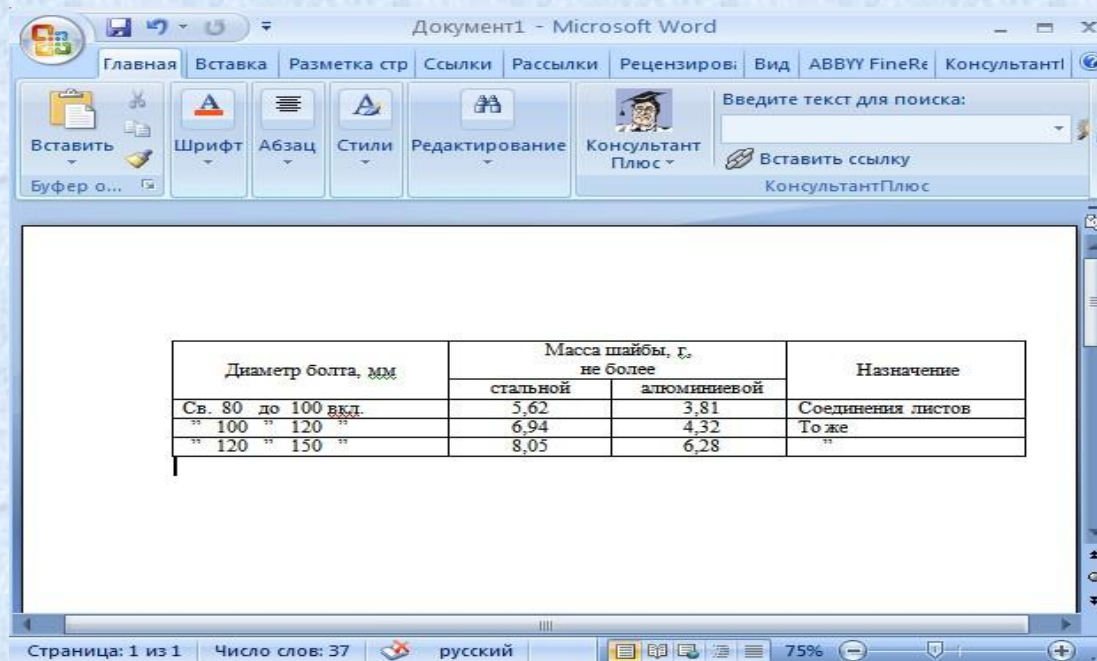 Документ1 - Microsoft Word
Главная Вставка Разметка стр Ссылки Рассылки Рецензирова Вид ABBYY FineRe Консультантl
Вставить Шрифт Абзац Стили Редактирование Консультант Плюс
Введите текст для поиска:
Вставить ссылку
Буфер о... КонсультантПлюс
Диаметр болта, мм Масса шайбы, г, не более Назначение
стальной алюминиевой
Св. 80 до 100 вкл. 5,62 3,81 Соединения листов
" 100 " 120 " 6,94 4,32 То же
" 120 " 150 " 8,05 6,28 "
Страница: 1 из 1 Число слов: 37 русский 75%